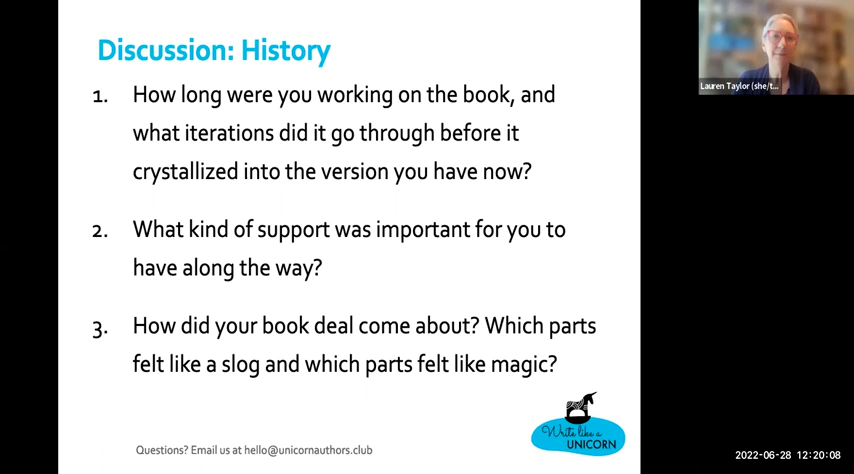 Discussion: History
1. How long were you working on the book, and
what iterations did it go through before it
crystallized into the version you have now?
2. What kind of support was important for you to
have along the way?
3. How did your book deal come about? Which parts
felt like a slog and which parts felt like magic?
Write like a
UNICORN
Questions? Email us at hello@unicornauthors.club
Lauren Taylor (she/t...
2022-06-28 12:20:08